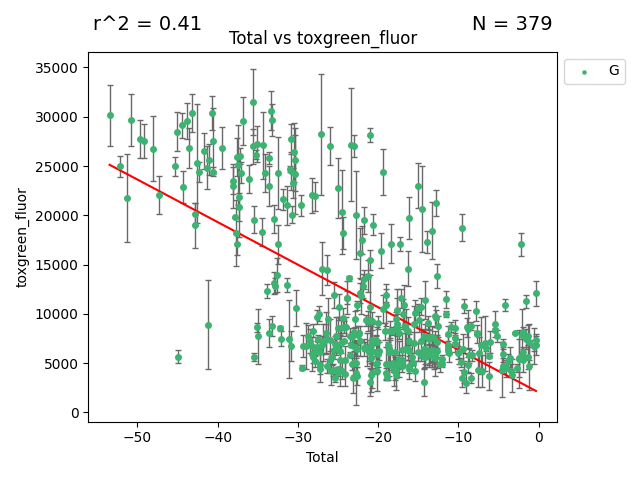 r^2 = 0.41
N = 379
Total vs toxgreen_fluor
G
35000
30000
25000
20000
15000
10000
5000
0
toxgreen_fluor
−50 −40 −30 −20 −10 0
Total